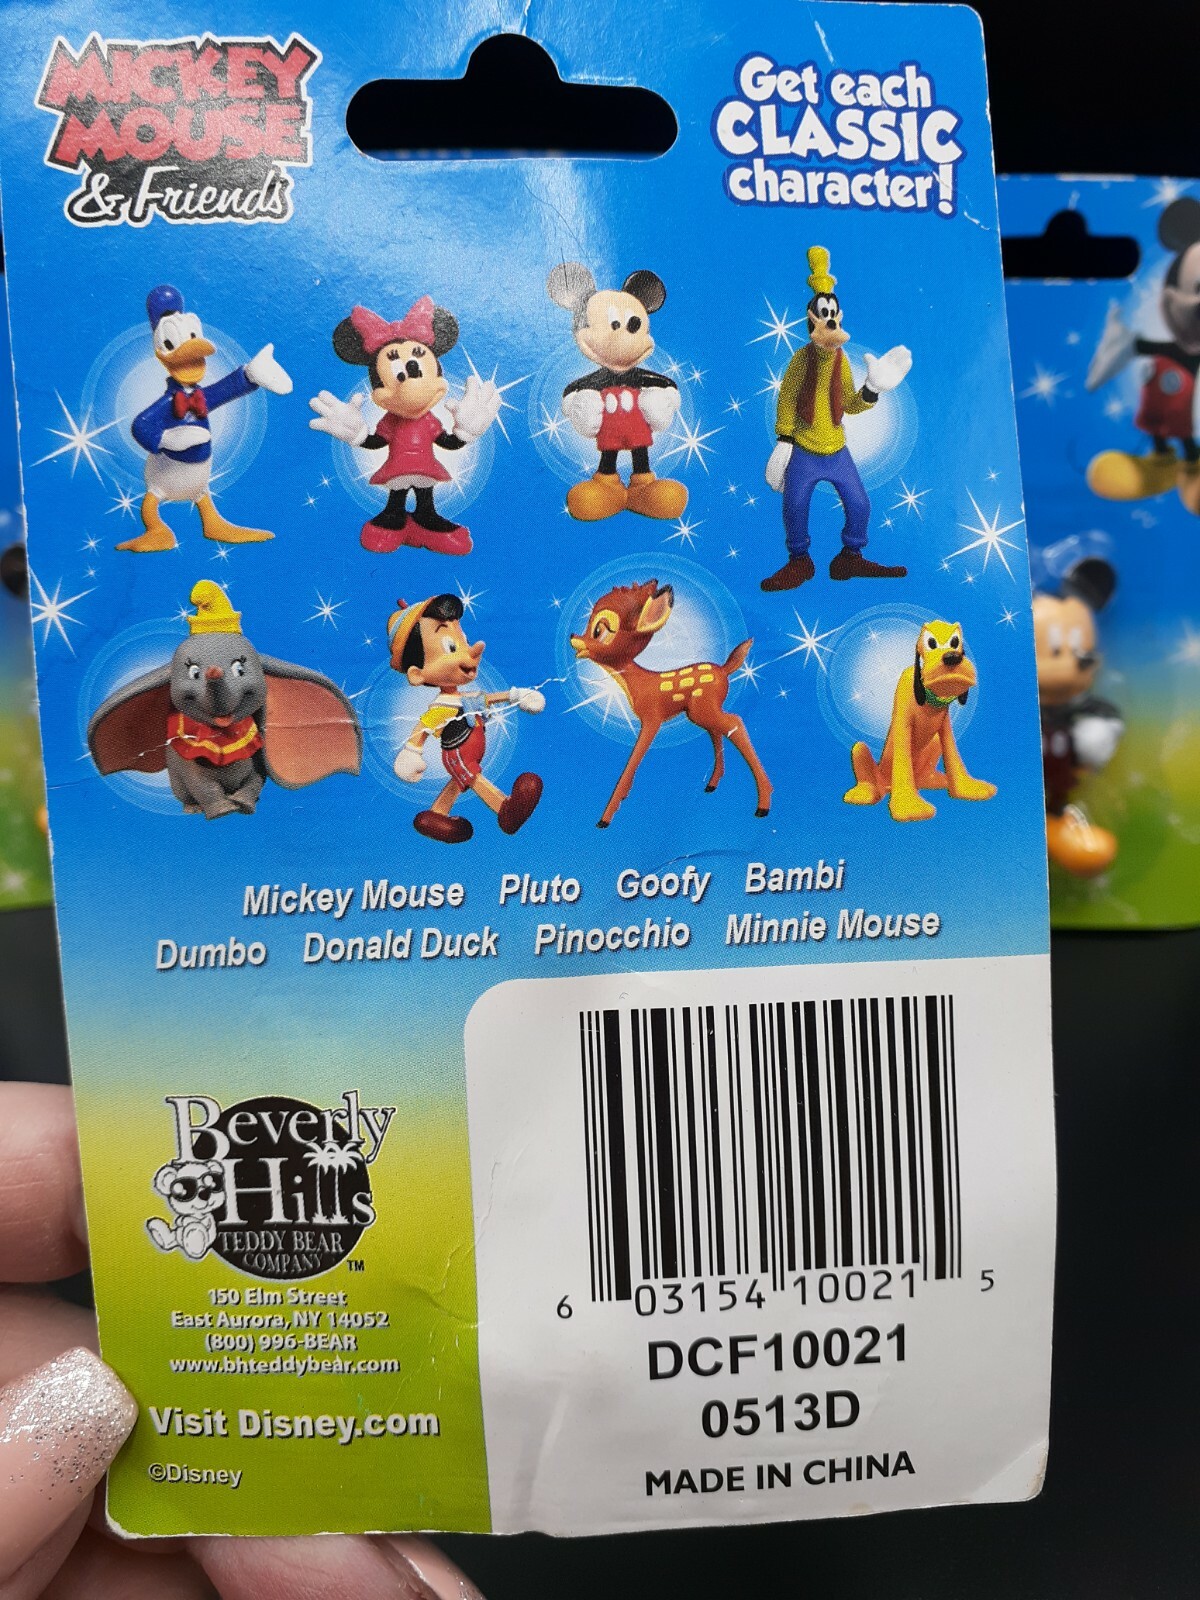 MICKEY
MOUSE
& Friends
Get each
CLASSIC
character!
Mickey Mouse Pluto Goofy Bambi
Dumbo Donald Duck Pinocchio Minnie Mouse
Beverly
Hills
TEDDY BEAR
COMPANY TM
150 Elm Street
East Aurora, NY 14052
(800) 996-BEAR
www.bhteddybear.com
Visit Disney.com
©Disney
6 03154 10021 5
DCF10021
0513D
MADE IN CHINA